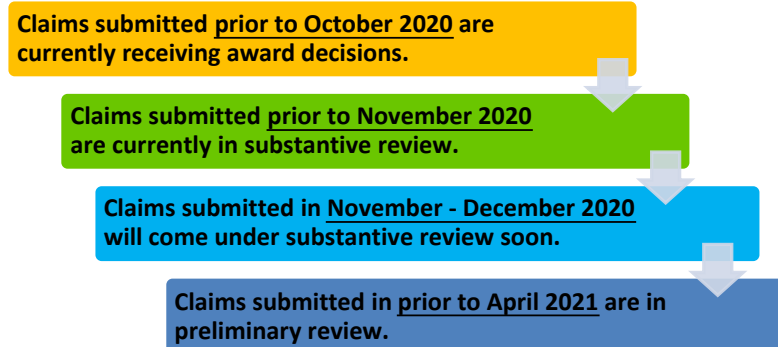 Claims submitted prior to October 2020 are
currently receiving award decisions.
Claims submitted prior to November 2020
are currently in substantive review.
Claims submitted in November - December 2020
will come under substantive review soon.
Claims submitted in prior to April 2021 are in
preliminary review.